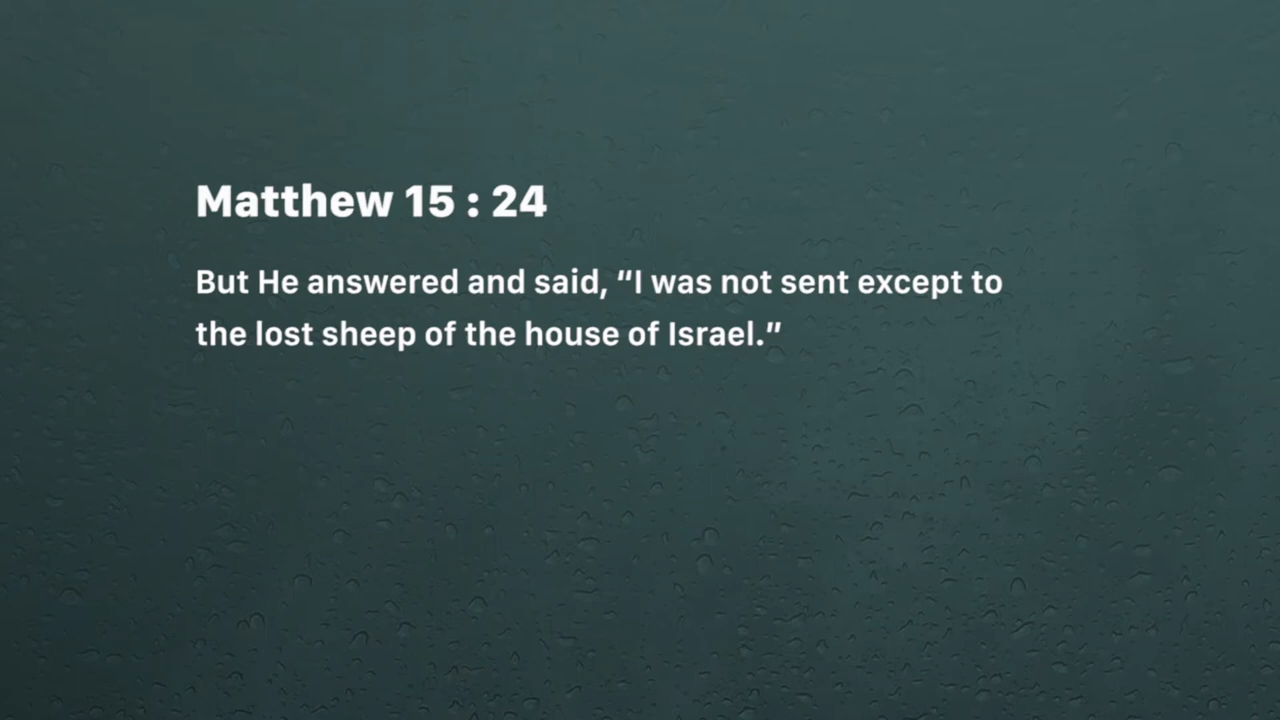 Matthew 15 : 24
But He answered and said, "I was not sent except to
the lost sheep of the house of Israel."